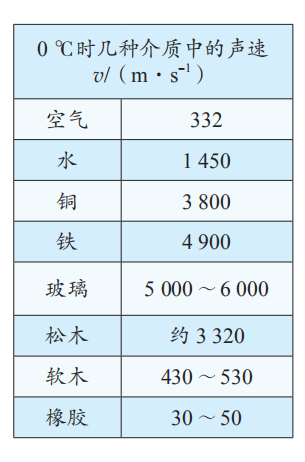 0 ℃时几种介质中的声速
v/（m·s⁻¹）
空气 332
水 1 450
铜 3 800
铁 4 900
玻璃 5 000～6 000
松木 约 3 320
软木 430～530
橡胶 30～50